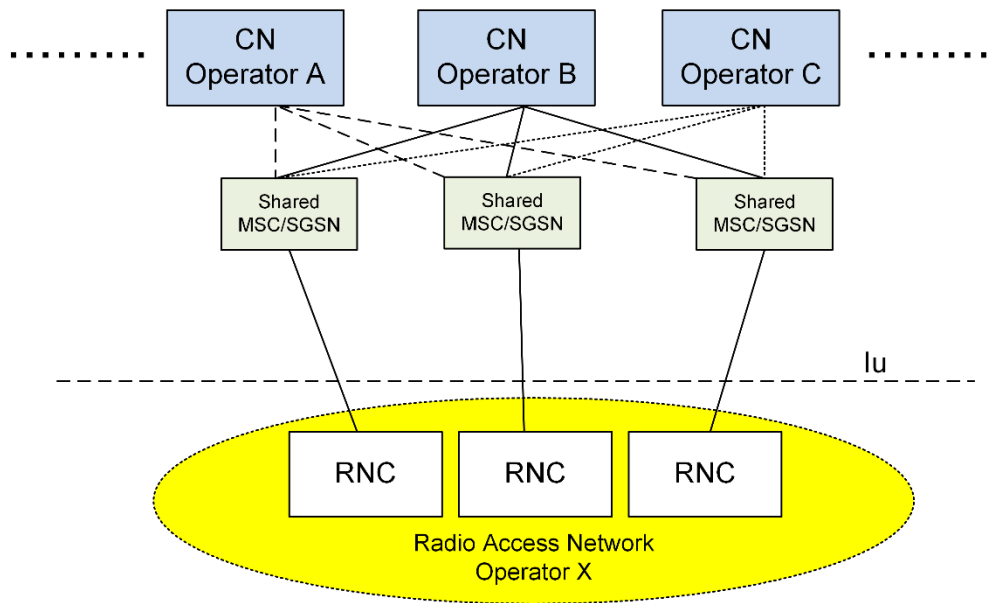 CN
Operator A
CN
Operator B
CN
Operator C
Shared
MSC/SGSN
Shared
MSC/SGSN
Shared
MSC/SGSN
Iu
RNC
RNC
RNC
Radio Access Network
Operator X